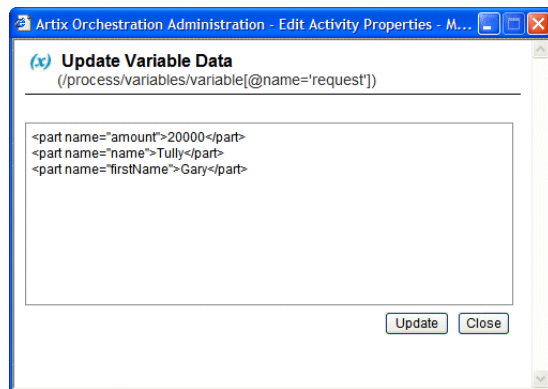 Artix Orchestration Administration - Edit Activity Properties - M...
(x) Update Variable Data
(/process/variables/variable[@name='request'])
<part name="amount">20000</part>
<part name="name">Tully</part>
<part name="firstName">Gary</part>
Update Close